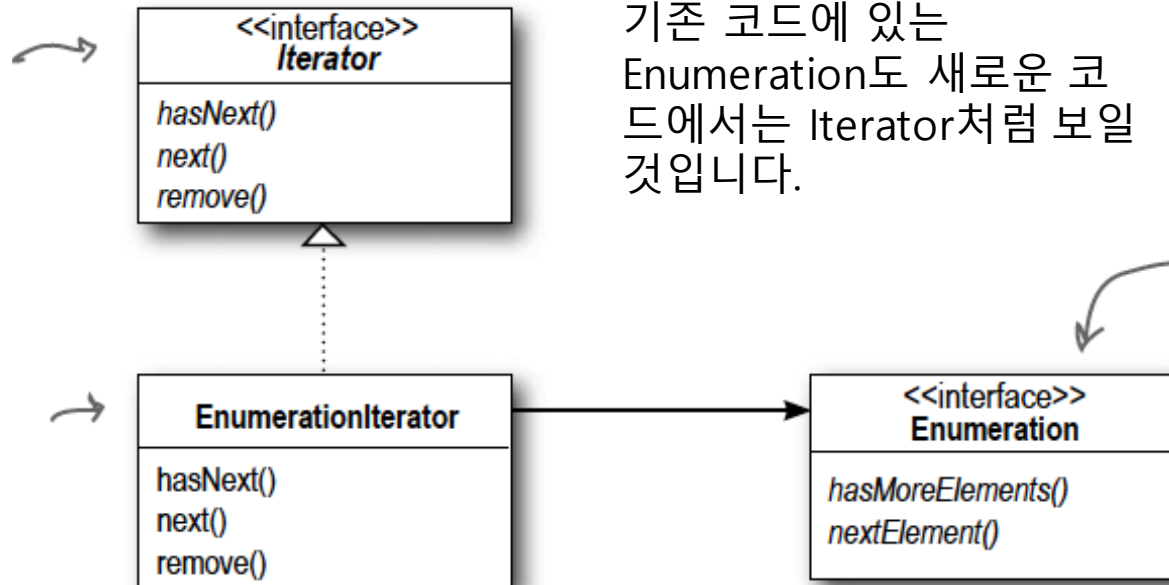 <<interface>>
Iterator
hasNext()
next()
remove()
기존 코드에 있는
Enumeration도 새로운 코
드에서는 Iterator처럼 보일
것입니다.
EnumerationIterator
hasNext()
next()
remove()
<<interface>>
Enumeration
hasMoreElements()
nextElement()